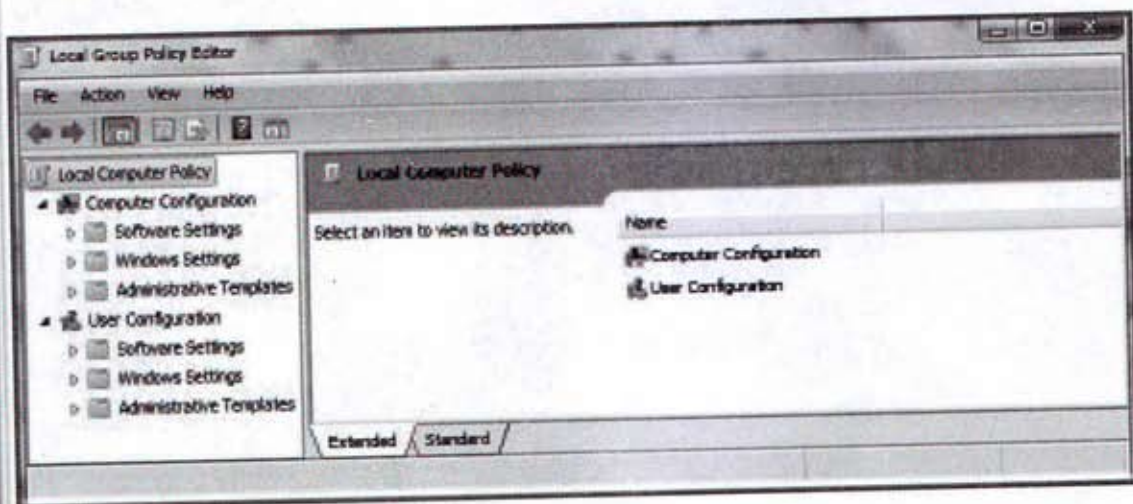 Local Group Policy Editor
File Action View Help
Local Computer Policy
Computer Configuration
Software Settings
Windows Settings
Administrative Templates
User Configuration
Software Settings
Windows Settings
Administrative Templates
Local Computer Policy
Select an item to view its description.
Name
Computer Configuration
User Configuration
Extended
Standard